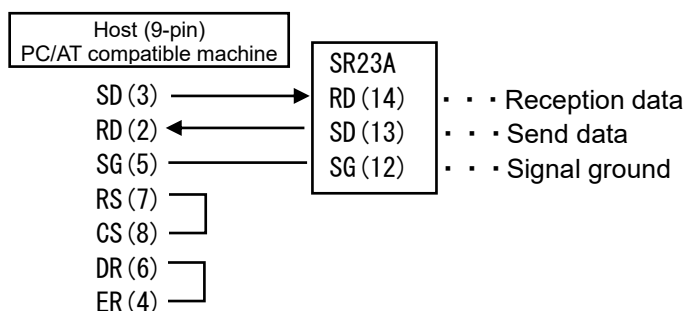 Host (9-pin)
PC/AT compatible machine
SR23A
SD(3) RD(14) ・・・Reception data
RD(2) SD(13) ・・・Send data
SG(5) SG(12) ・・・Signal ground
RS(7)
CS(8)
DR(6)
ER(4)